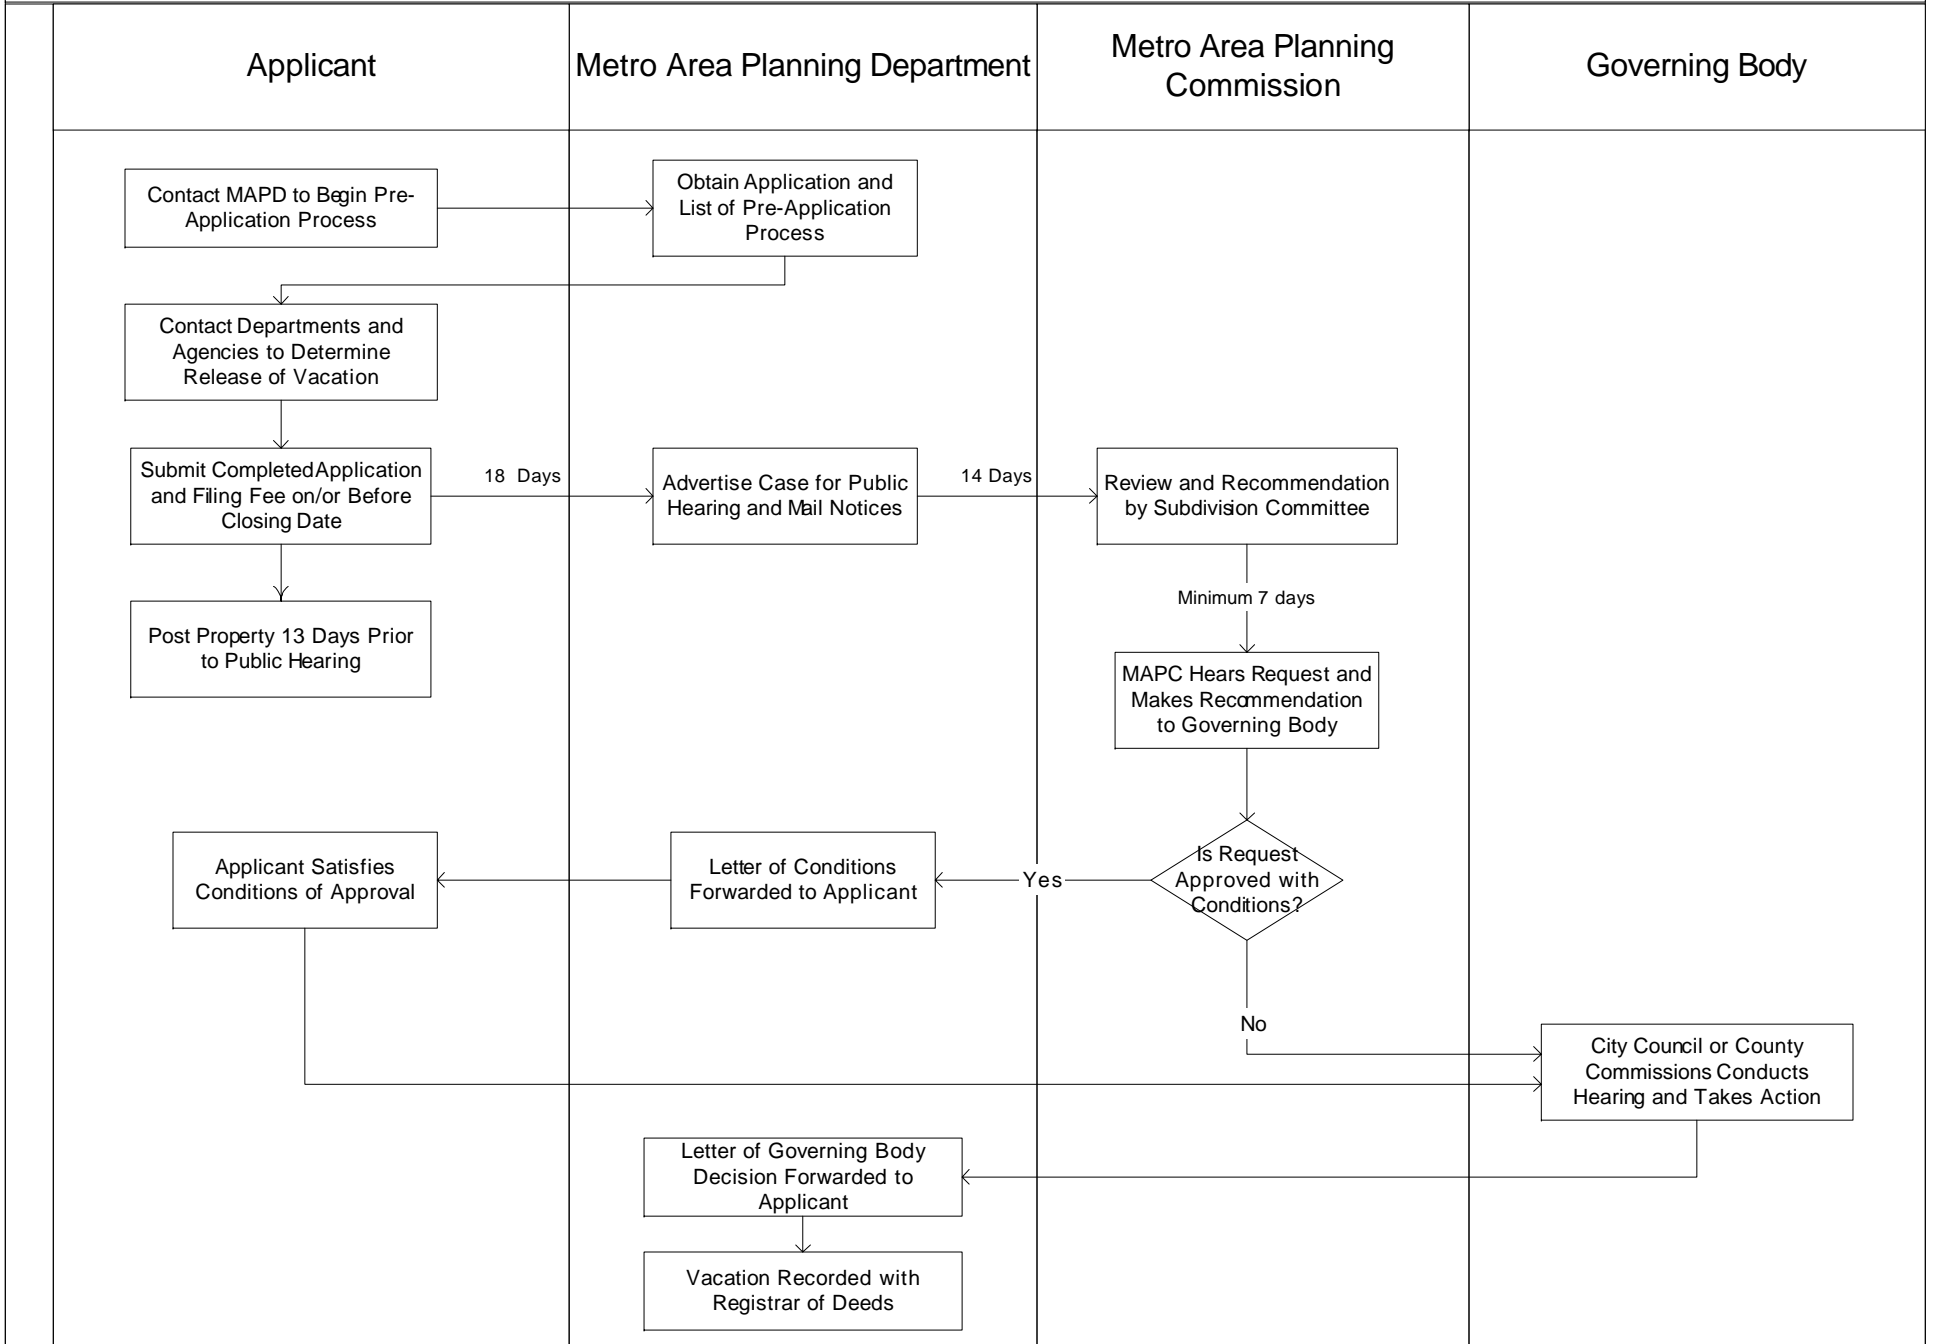 Applicant
Metro Area Planning Department
Metro Area Planning
Commission
Governing Body
Contact MAPD to Begin Pre-
Application Process
Obtain Application and
List of Pre-Application
Process
Contact Departments and
Agencies to Determine
Release of Vacation
Submit Completed Application
and Filing Fee on/or Before
Closing Date
18 Days
Advertise Case for Public
Hearing and Mail Notices
14 Days
Review and Recommendation
by Subdivision Committee
Minimum 7 days
Post Property 13 Days Prior
to Public Hearing
MAPC Hears Request and
Makes Recommendation
to Governing Body
Is Request
Approved with
Conditions?
Yes
Letter of Conditions
Forwarded to Applicant
Applicant Satisfies
Conditions of Approval
No
City Council or County
Commissions Conducts
Hearing and Takes Action
Letter of Governing Body
Decision Forwarded to
Applicant
Vacation Recorded with
Registrar of Deeds